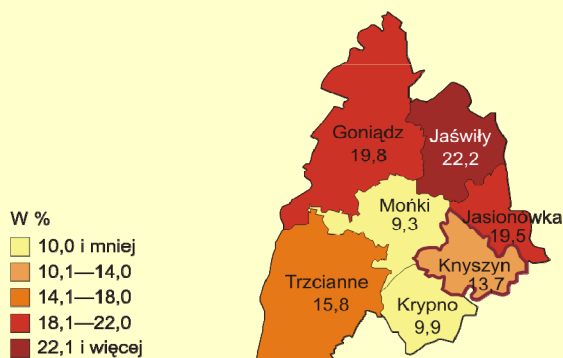 Goniądz
19,8
Jaświły
22,2
Mońki
9,3
Jasionówka
19,5
Knyszyn
13,7
Trzcianne
15,8
Krypno
9,9
W %
10,0 i mniej
10,1—14,0
14,1—18,0
18,1—22,0
22,1 i więcej